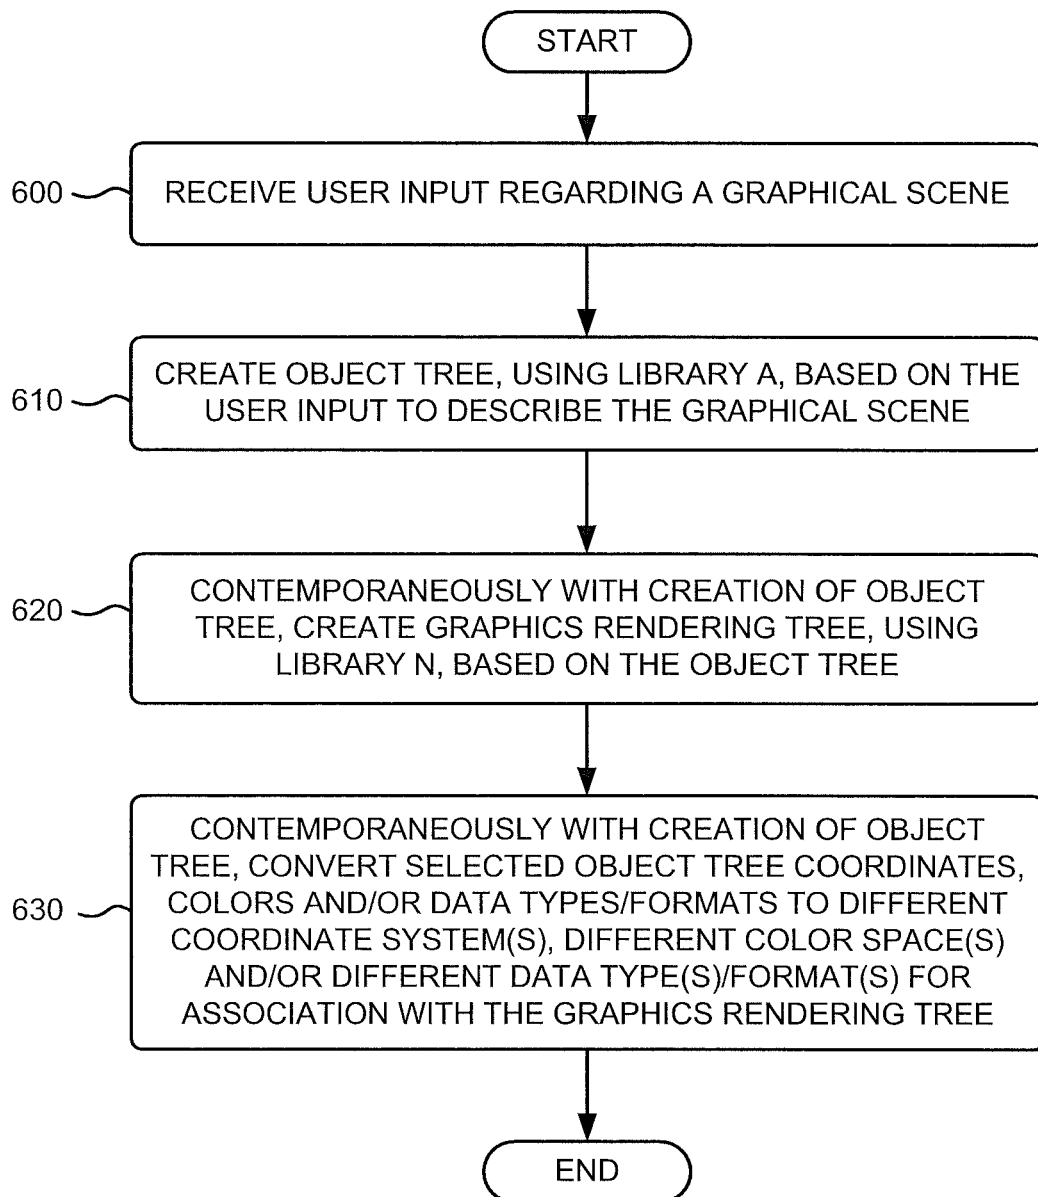 START
600
RECEIVE USER INPUT REGARDING A GRAPHICAL SCENE
610
CREATE OBJECT TREE, USING LIBRARY A, BASED ON THE
USER INPUT TO DESCRIBE THE GRAPHICAL SCENE
620
CONTEMPORANEOUSLY WITH CREATION OF OBJECT
TREE, CREATE GRAPHICS RENDERING TREE, USING
LIBRARY N, BASED ON THE OBJECT TREE
630
CONTEMPORANEOUSLY WITH CREATION OF OBJECT
TREE, CONVERT SELECTED OBJECT TREE COORDINATES,
COLORS AND/OR DATA TYPES/FORMATS TO DIFFERENT
COORDINATE SYSTEM(S), DIFFERENT COLOR SPACE(S)
AND/OR DIFFERENT DATA TYPE(S)/FORMAT(S) FOR
ASSOCIATION WITH THE GRAPHICS RENDERING TREE
END